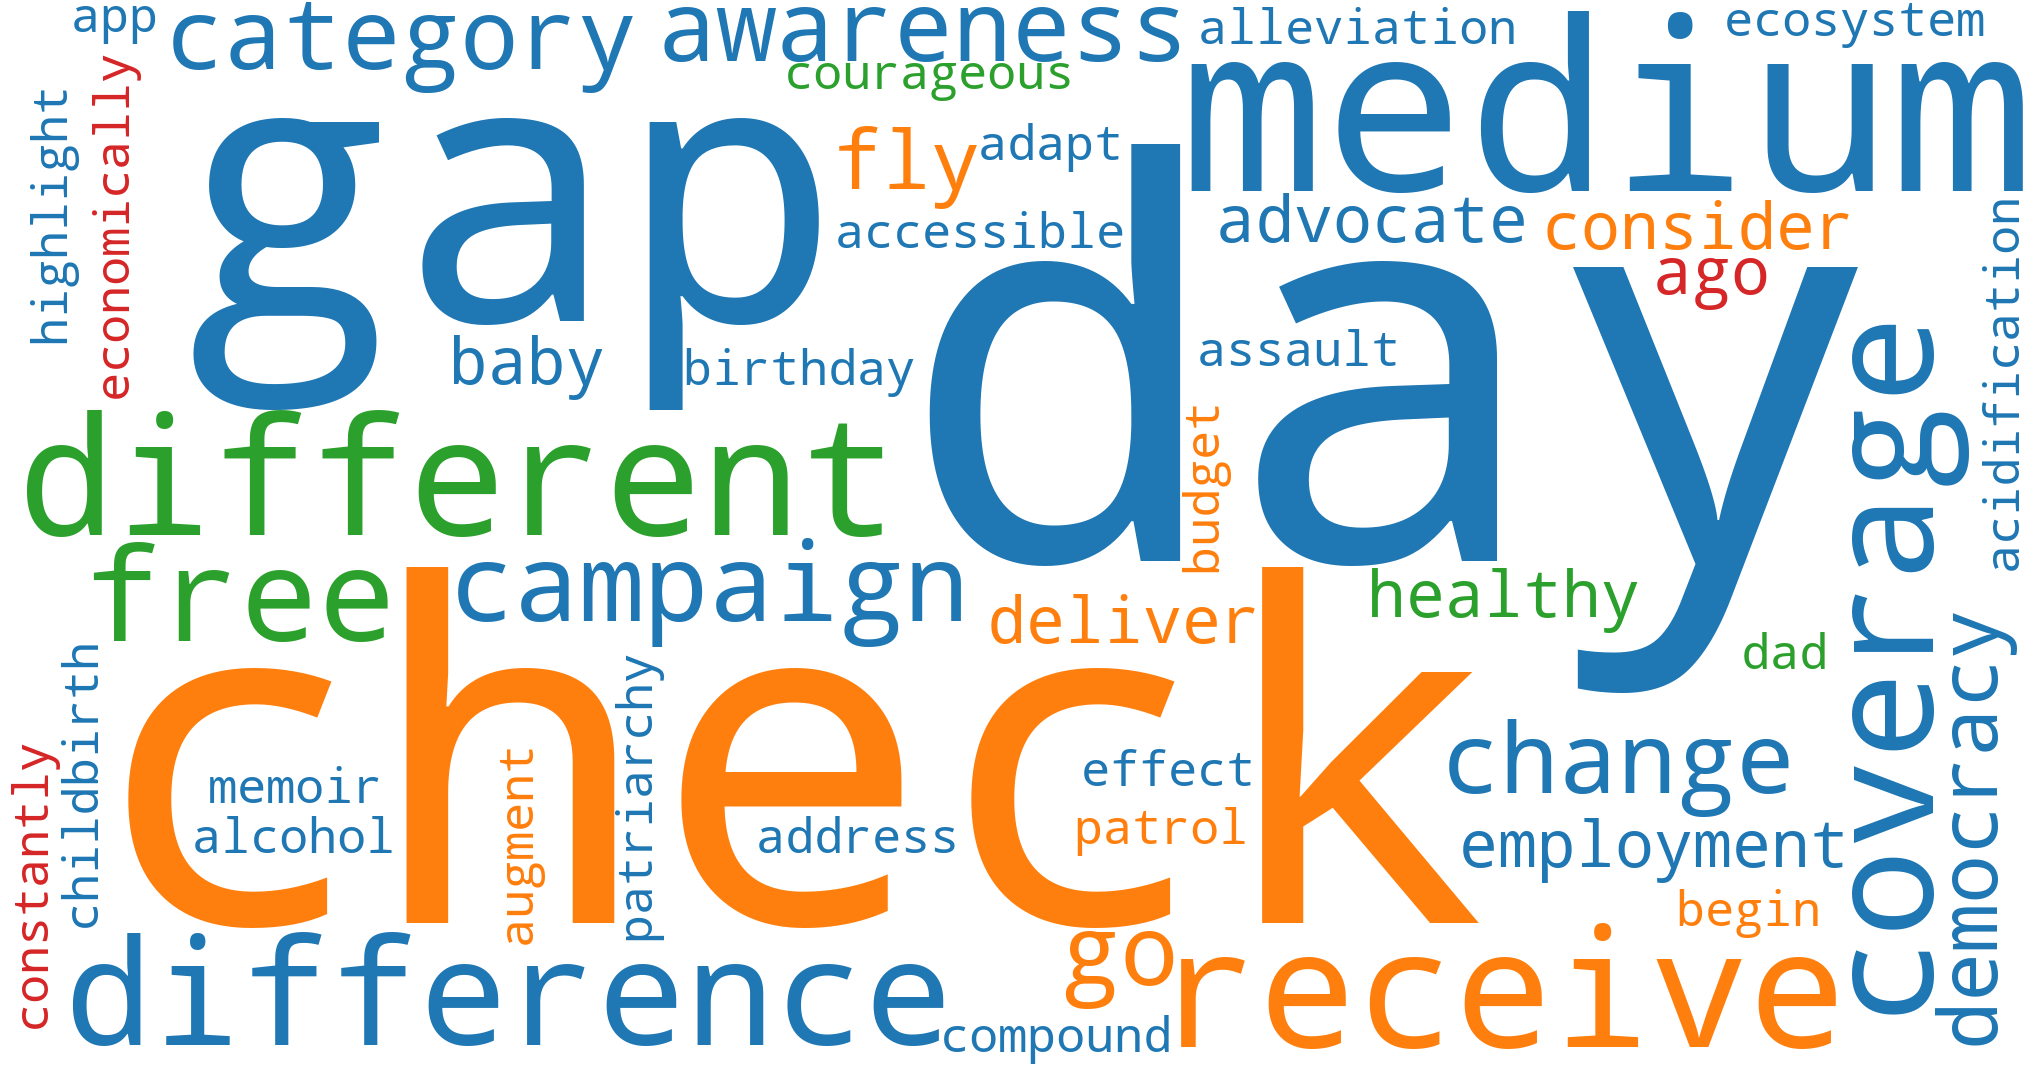 app
category
awareness
alleviation
ecosystem
courageous
medium
highlight
economically
gap
fly
adapt
accessible
advocate
consider
ago
acidification
day
baby
birthday
assault
budget
coverage
different
free
campaign
deliver
healthy
dad
democracy
check
childbirth
constantly
memoir
alcohol
augment
patriarchy
address
effect
patrol
change
employment
begin
difference
go
receive
compound